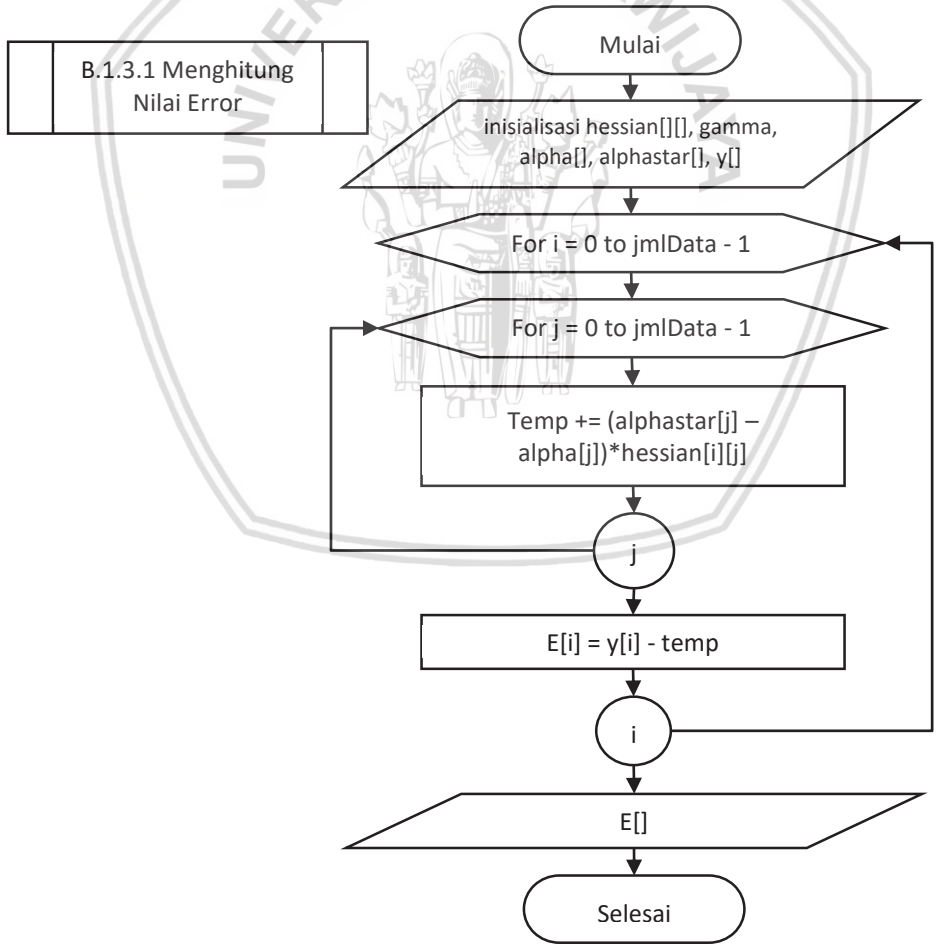 B.1.3.1 Menghitung
Nilai Error
Mulai
inisialisasi hessian[][], gamma,
alpha[], alphastar[], y[]
For i = 0 to jmlData - 1
For j = 0 to jmlData - 1
Temp += (alphastar[j] –
alpha[j])*hessian[i][j]
j
E[i] = y[i] - temp
i
E[]
Selesai